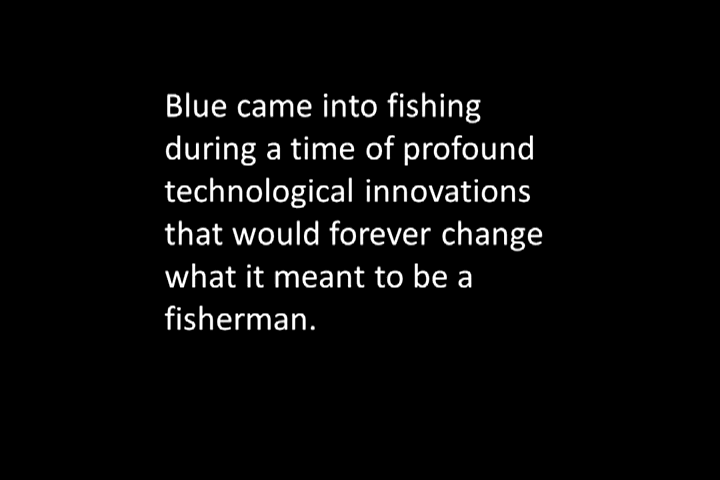 Blue came into fishing
during a time of profound
technological innovations
that would forever change
what it meant to be a
fisherman.